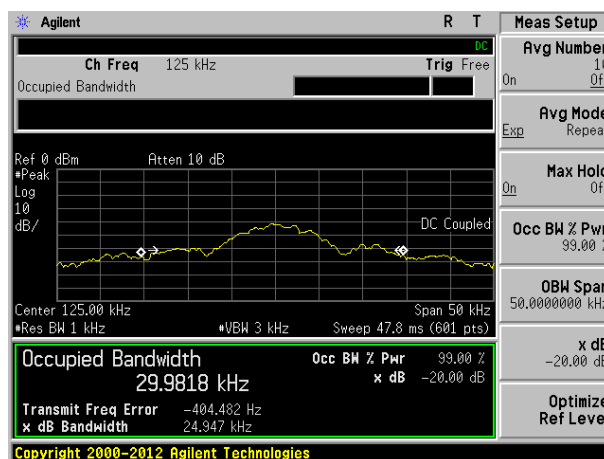 Agilent R T Meas Setup
DC
Ch Freq 125 kHz Trig Free
Occupied Bandwidth
Ref 0 dBm Atten 10 dB
#Peak
Log
10
dB/
DC Coupled
Center 125.00 kHz Span 50 kHz
#Res BW 1 kHz #VBW 3 kHz Sweep 47.8 ms (601 pts)
Occupied Bandwidth Occ BW % Pwr 99.00 %
29.9818 kHz x dB -20.00 dB
Transmit Freq Error -404.482 Hz
x dB Bandwidth 24.947 kHz
Copyright 2000-2012 Agilent Technologies
Avg Number
On
Avg Mode
Exp Repea
Max Hold
On Of
Occ BW % Pwr
99.00 %
OBW Span
50.0000000 kHz
x dB
-20.00 dB
Optimize
Ref Leve